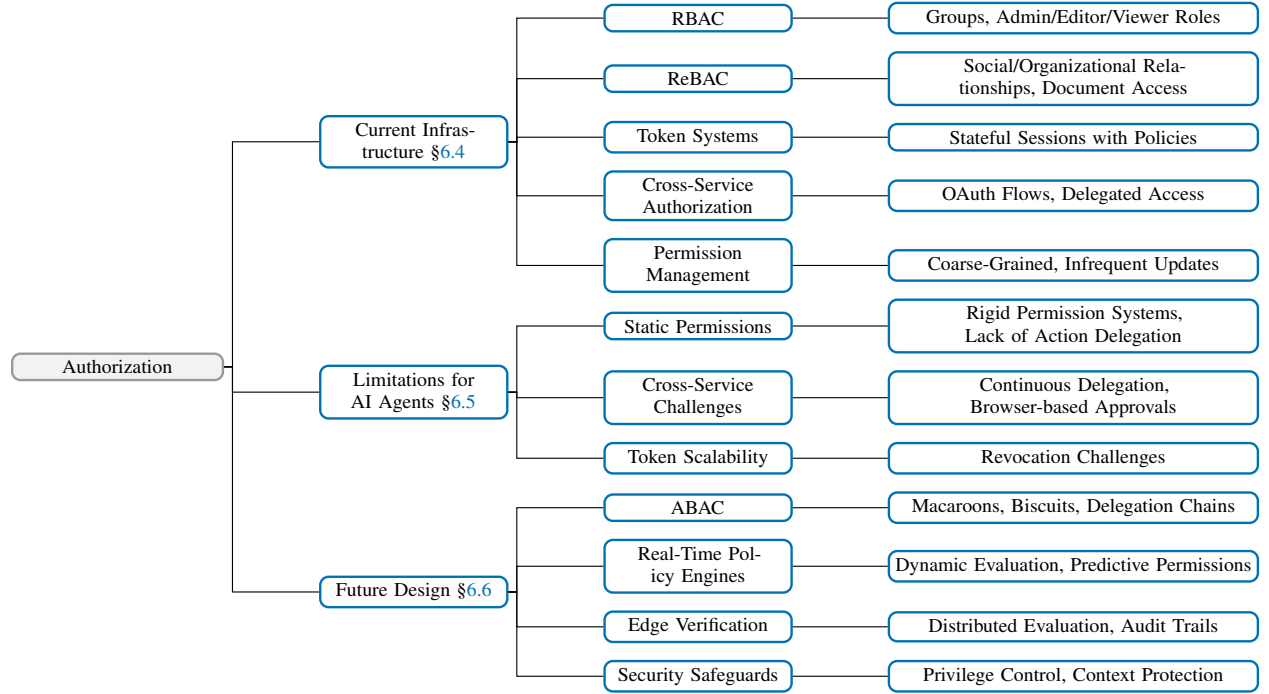 Authorization
Current Infras-
tructure §6.4
RBAC
Groups, Admin/Editor/Viewer Roles
ReBAC
Social/Organizational Rela-
tionships, Document Access
Token Systems
Stateful Sessions with Policies
Cross-Service
Authorization
OAuth Flows, Delegated Access
Permission
Management
Coarse-Grained, Infrequent Updates
Limitations for
AI Agents §6.5
Static Permissions
Rigid Permission Systems,
Lack of Action Delegation
Cross-Service
Challenges
Continuous Delegation,
Browser-based Approvals
Token Scalability
Revocation Challenges
Future Design §6.6
ABAC
Macaroons, Biscuits, Delegation Chains
Real-Time Pol-
icy Engines
Dynamic Evaluation, Predictive Permissions
Edge Verification
Distributed Evaluation, Audit Trails
Security Safeguards
Privilege Control, Context Protection